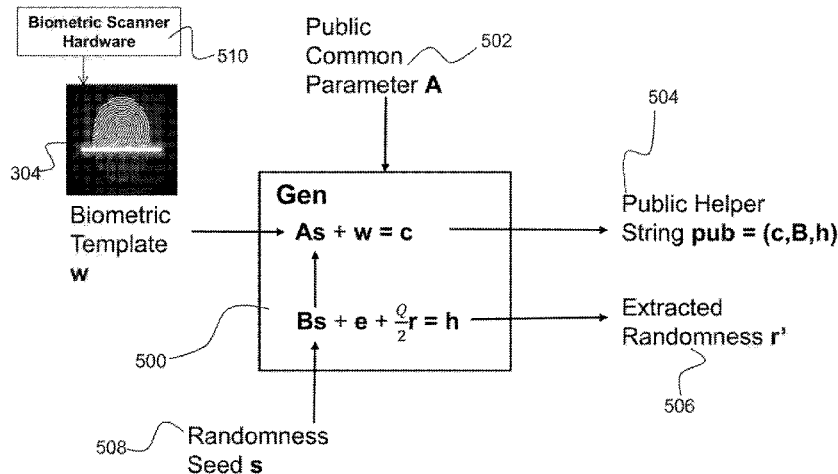 Biometric Scanner
Hardware
510
Public
Common
Parameter A
502
304
504
Gen
Biometric
Template
w
As + w = c
Public Helper
String pub = (c,B,h)
500
Bs + e + Q/2 r = h
Extracted
Randomness r’
506
508
Randomness
Seed s